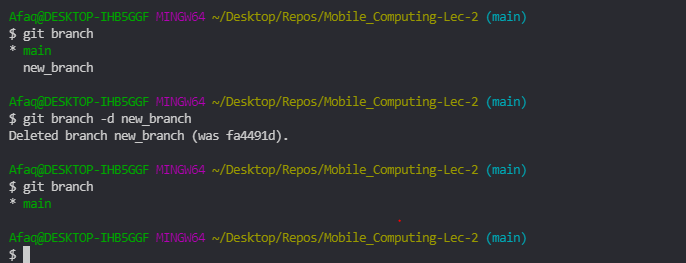 Afaq@DESKTOP-IHB5GGF MINGW64 ~/Desktop/Repos/Mobile_Computing-Lec-2 (main)
$ git branch
* main
  new_branch
Afaq@DESKTOP-IHB5GGF MINGW64 ~/Desktop/Repos/Mobile_Computing-Lec-2 (main)
$ git branch -d new_branch
Deleted branch new_branch (was fa4491d).
Afaq@DESKTOP-IHB5GGF MINGW64 ~/Desktop/Repos/Mobile_Computing-Lec-2 (main)
$ git branch
* main
Afaq@DESKTOP-IHB5GGF MINGW64 ~/Desktop/Repos/Mobile_Computing-Lec-2 (main)
$